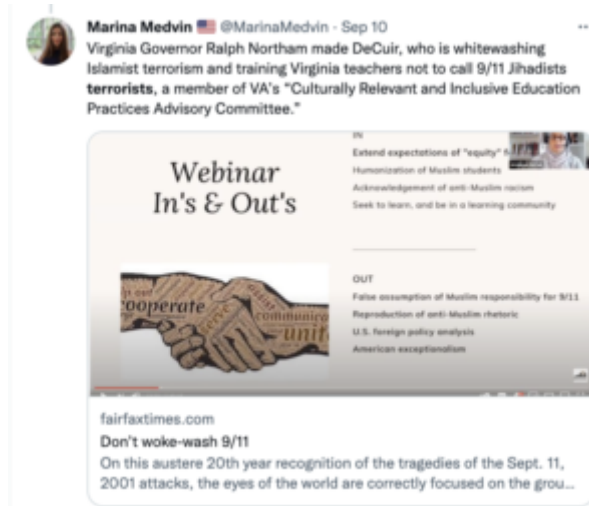 Marina Medvin 🇺🇸 @MarinaMedvin · Sep 10
Virginia Governor Ralph Northam made DeCuir, who is whitewashing
Islamist terrorism and training Virginia teachers not to call 9/11 Jihadists
terrorists, a member of VA's "Culturally Relevant and Inclusive Education
Practices Advisory Committee."
Webinar
In's & Out's
IN
Extend expectations of "equity"
Humanization of Muslim students
Acknowledgement of anti-Muslim racism
Seek to learn, and be in a learning community
OUT
False assumption of Muslim responsibility for 9/11
Reproduction of anti-Muslim rhetoric
U.S. foreign policy analysis
American exceptionalism
cooperate
serve
assist
communica
unit
fairfaxtimes.com
Don't woke-wash 9/11
On this austere 20th year recognition of the tragedies of the Sept. 11,
2001 attacks, the eyes of the world are correctly focused on the grou...